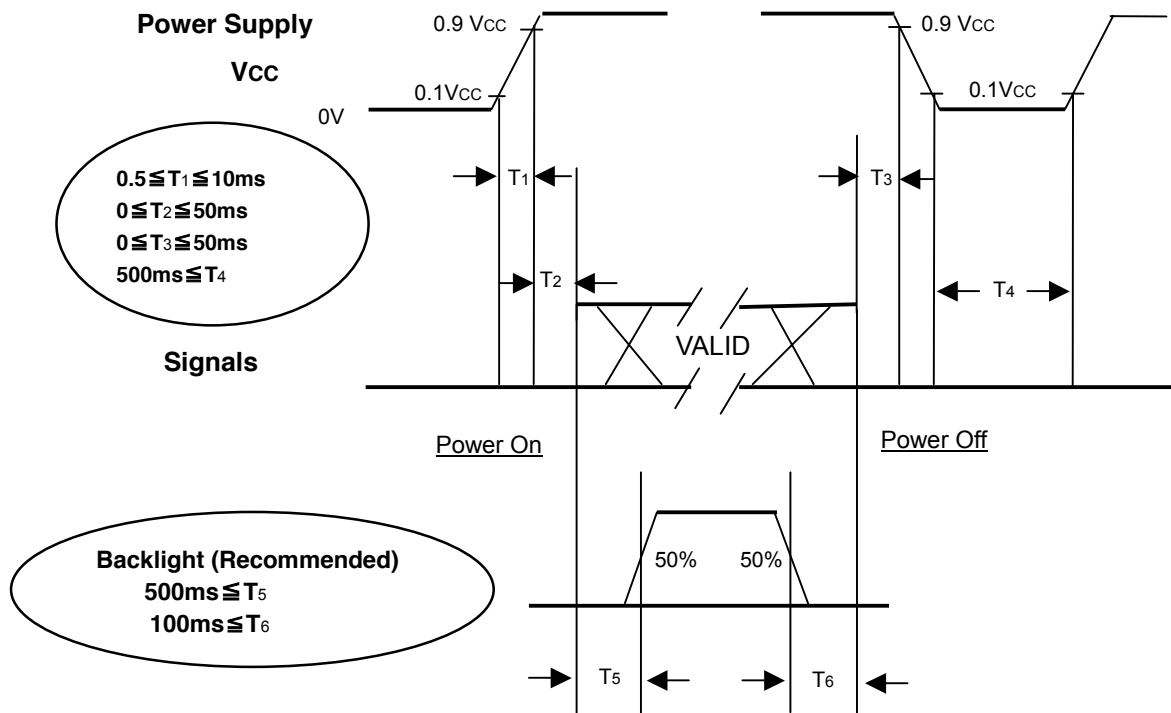 Power Supply
VCC
0.9 VCC
0.9 VCC
0.1VCC
0.1VCC
0V
0.5≦T1≦10ms
0≦T2≦50ms
0≦T3≦50ms
500ms≦T4
T1
T3
T2
T4
VALID
Signals
Power On
Power Off
Backlight (Recommended)
500ms≦T5
100ms≦T6
50%
50%
T5
T6